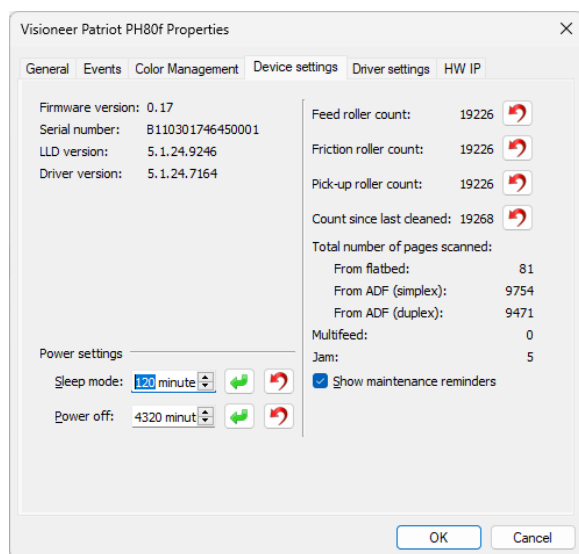 Visioneer Patriot PH80f Properties
General Events Color Management Device settings Driver settings HW IP
Firmware version: 0.17
Serial number: B110301746450001
LLD version: 5.1.24.9246
Driver version: 5.1.24.7164
Power settings
Sleep mode: 120 minute
Power off: 4320 minut
Feed roller count: 19226
Friction roller count: 19226
Pick-up roller count: 19226
Count since last cleaned: 19268
Total number of pages scanned:
From flatbed: 81
From ADF (simplex): 9754
From ADF (duplex): 9471
Multifeed: 0
Jam: 5
Show maintenance reminders
OK Cancel